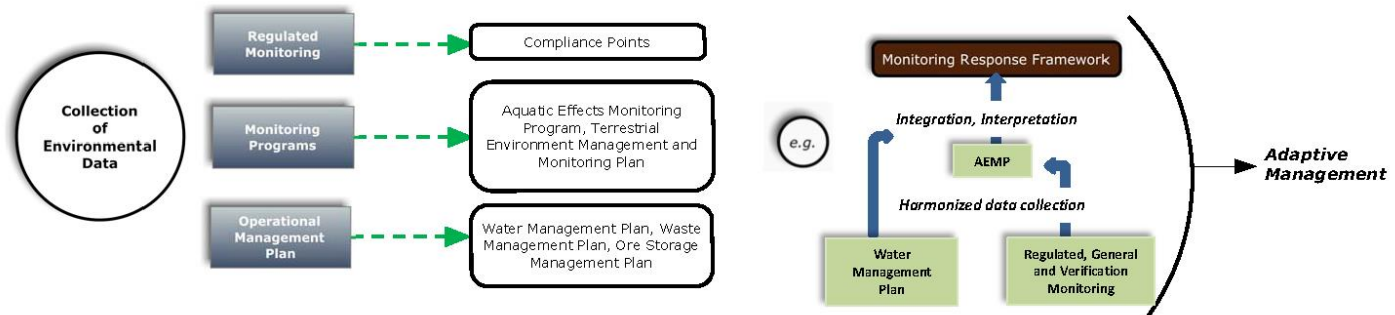 Collection
of
Environmental
Data
Regulated
Monitoring
Compliance Points
Monitoring
Programs
Aquatic Effects Monitoring
Program, Terrestrial
Environment Management and
Monitoring Plan
Operational
Management
Plan
Water Management Plan, Waste
Management Plan, Ore Storage
Management Plan
e.g.
Monitoring Response Framework
Integration, Interpretation
AEMP
Harmonized data collection
Water
Management
Plan
Regulated, General
and Verification
Monitoring
Adaptive
Management